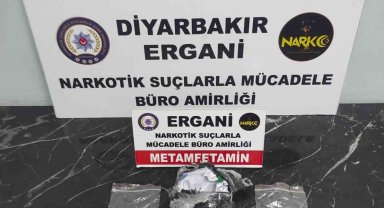 DİYARBAKIR
ERGANİ
NARKO
NARKOTİK SUÇLARLA MÜCADELE
BÜRO AMİRLİĞİ
ERGANİ
NARKO
NARKOTİK SUÇLARLA
MÜCADELE BÜRO AMİRLİĞİ
METAMFETAMİN